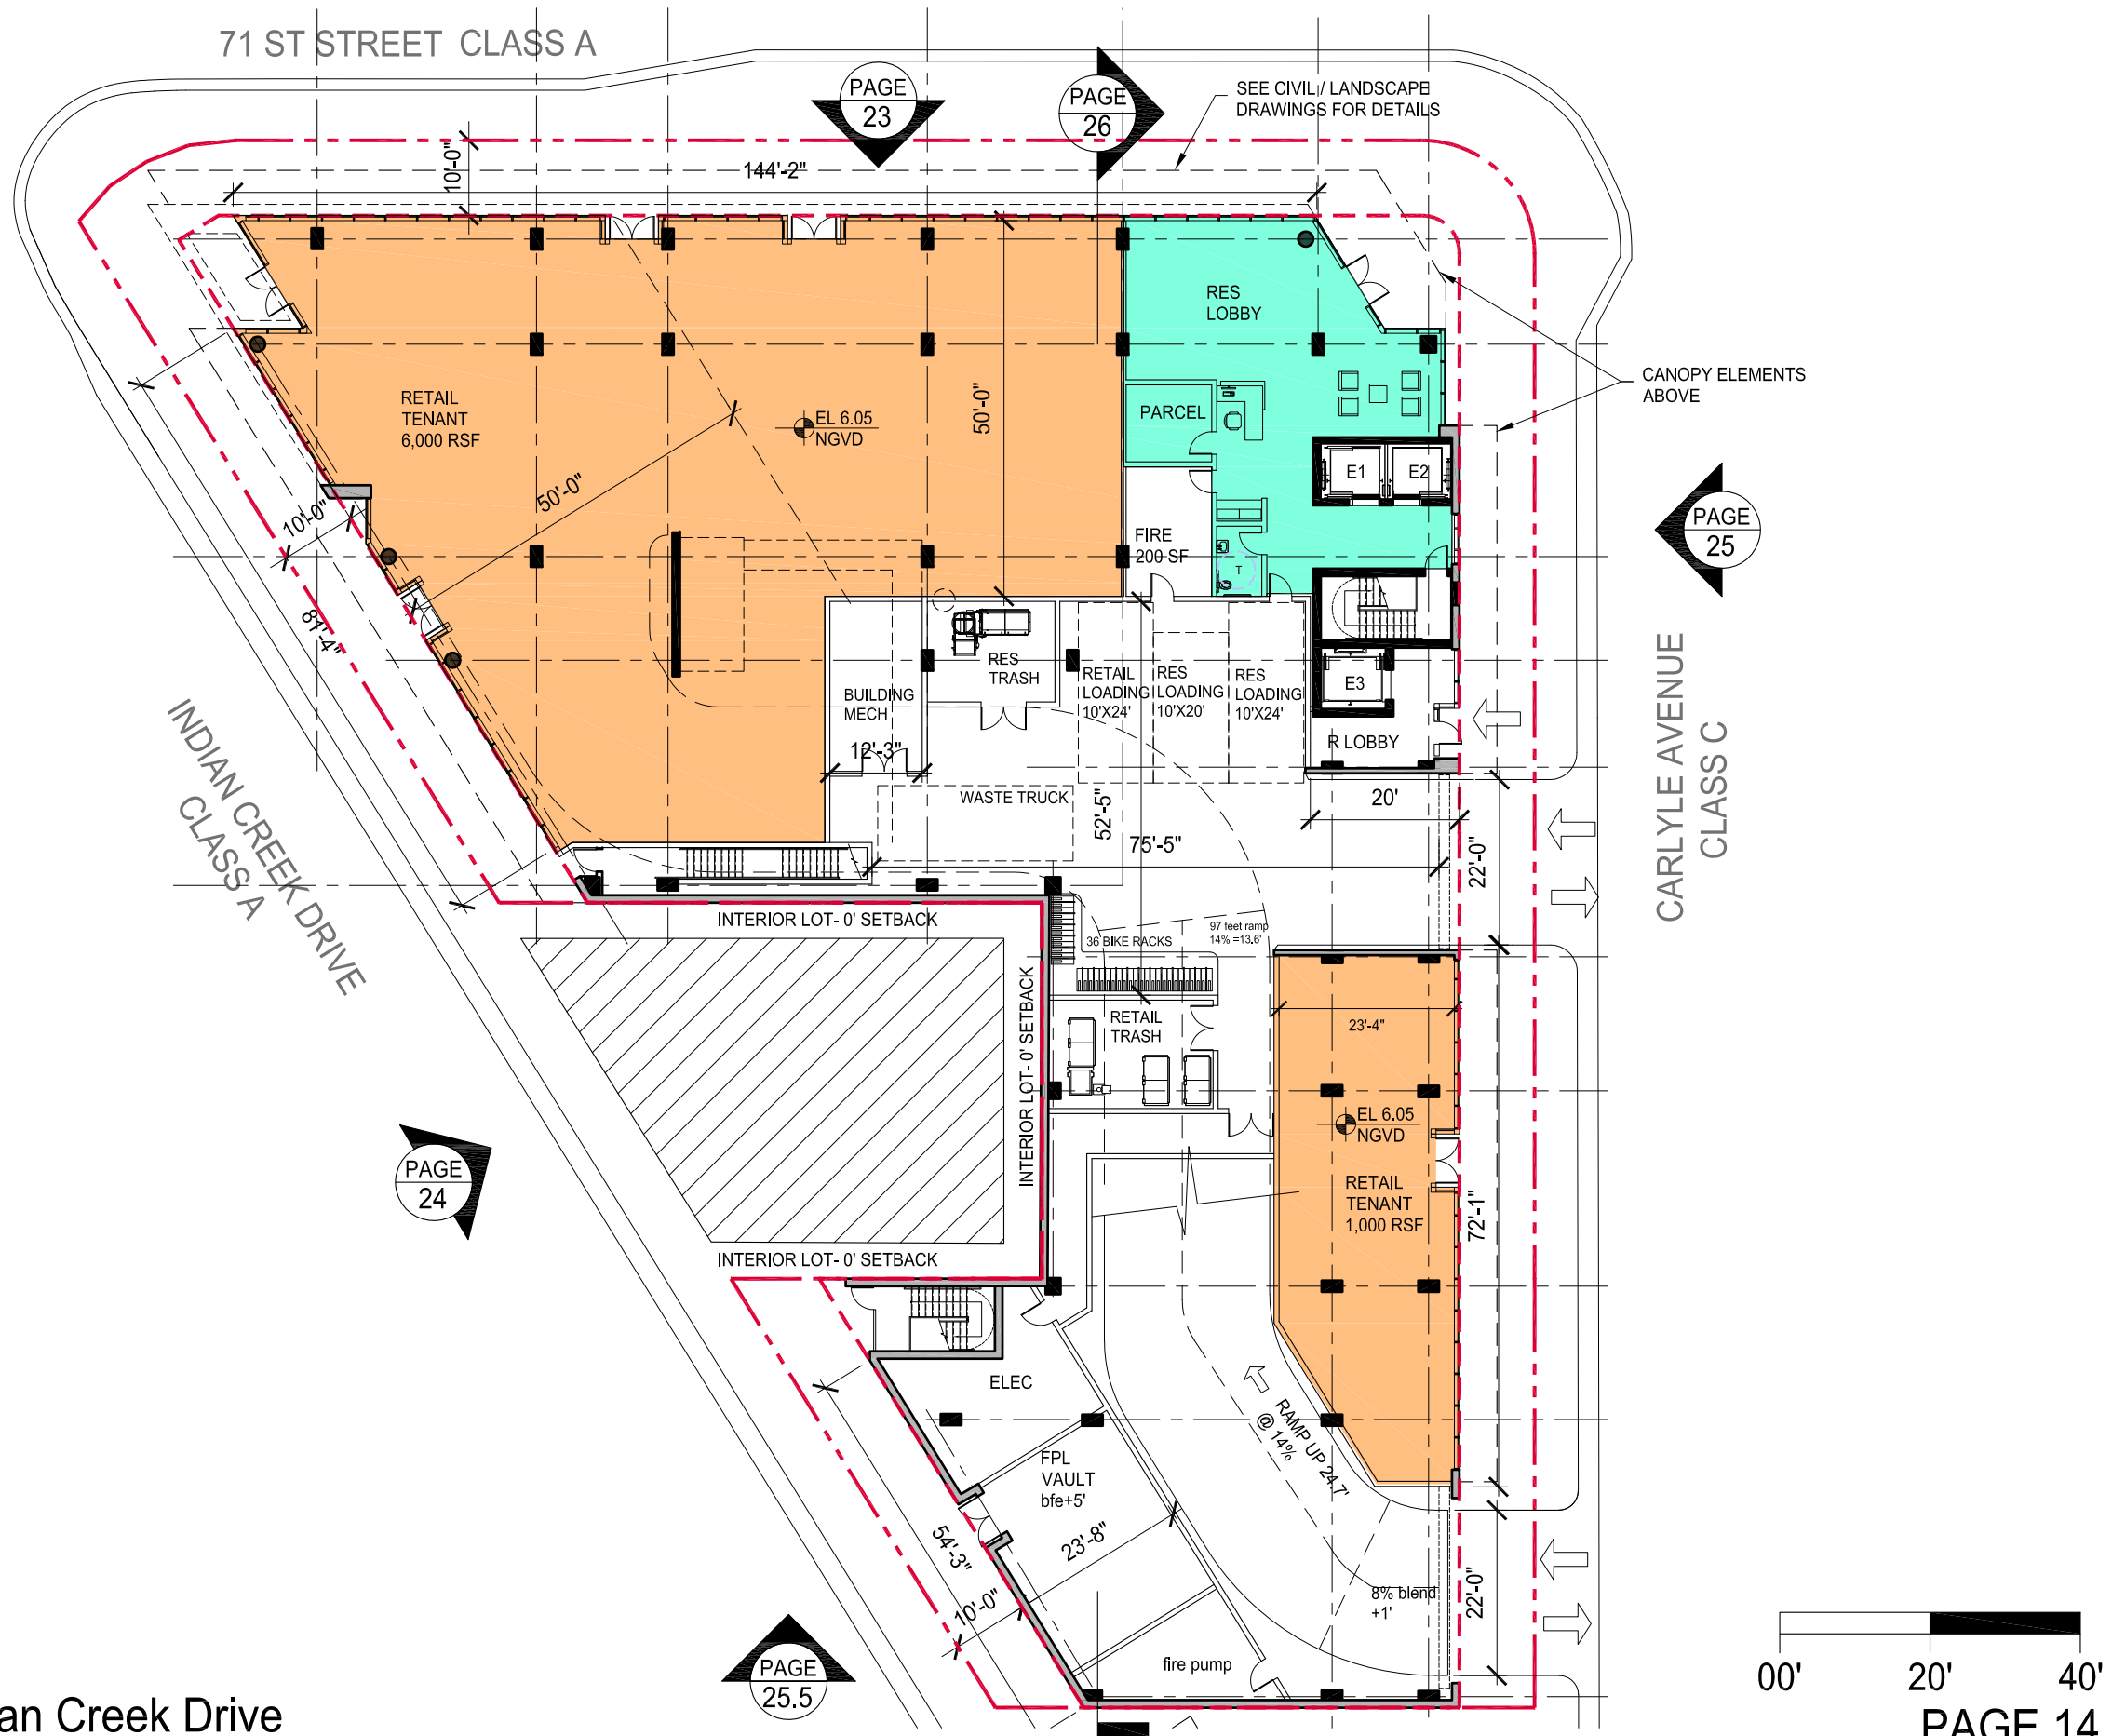 71 ST STREET CLASS A
PAGE
23
PAGE
26
SEE CIVIL / LANDSCAPE
DRAWINGS FOR DETAILS
10'-0"
144'-2"
RES
LOBBY
CANOPY ELEMENTS
ABOVE
RETAIL
TENANT
6,000 RSF
EL 6.05
NGVD
50'-0"
PARCEL
E1
E2
50'-0"
10'-0"
PAGE
25
FIRE
200 SF
T
81'-4"
RES
TRASH
BUILDING
MECH
RETAIL
LOADING
10'X24'
RES
LOADING
10'X20'
RES
LOADING
10'X24'
E3
R LOBBY
12'-3"
WASTE TRUCK
52'-5"
75'-5"
20'
22'-0"
CARLYLE AVENUE
CLASS C
INDIAN CREEK DRIVE
CLASS A
INTERIOR LOT- 0' SETBACK
36 BIKE RACKS
97 feet ramp
14% =13.6'
INTERIOR LOT- 0' SETBACK
RETAIL
TRASH
23'-4"
EL 6.05
NGVD
RETAIL
TENANT
1,000 RSF
72'-1"
PAGE
24
INTERIOR LOT- 0' SETBACK
ELEC
RAMP UP 24.7'
@ 14%
FPL
VAULT
bfe+5'
23'-8"
54'-3"
10'-0"
8% blend
+1'
22'-0"
fire pump
PAGE
25.5
00'
20'
40'
an Creek Drive
PAGE 14